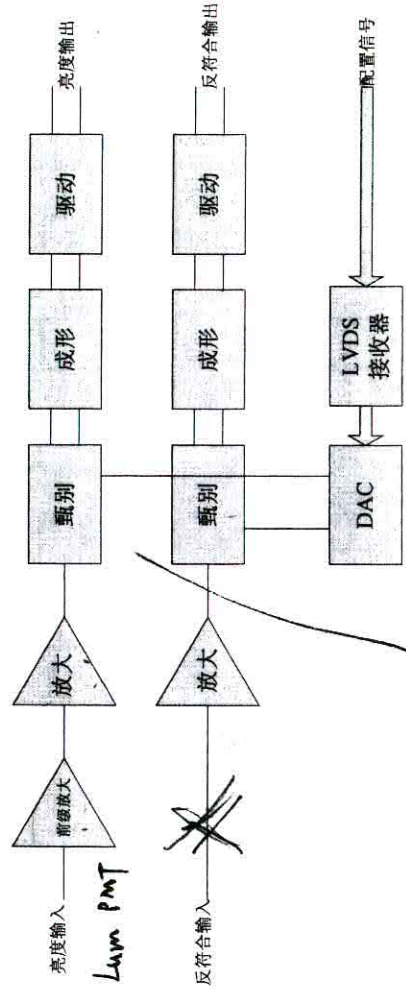 亮度输入
前级放大
放大
甄别
成形
驱动
亮度输出
Lum PMT
反符合输入
放大
甄别
成形
驱动
反符合输出
DAC
LVDS
接收器
配置信号